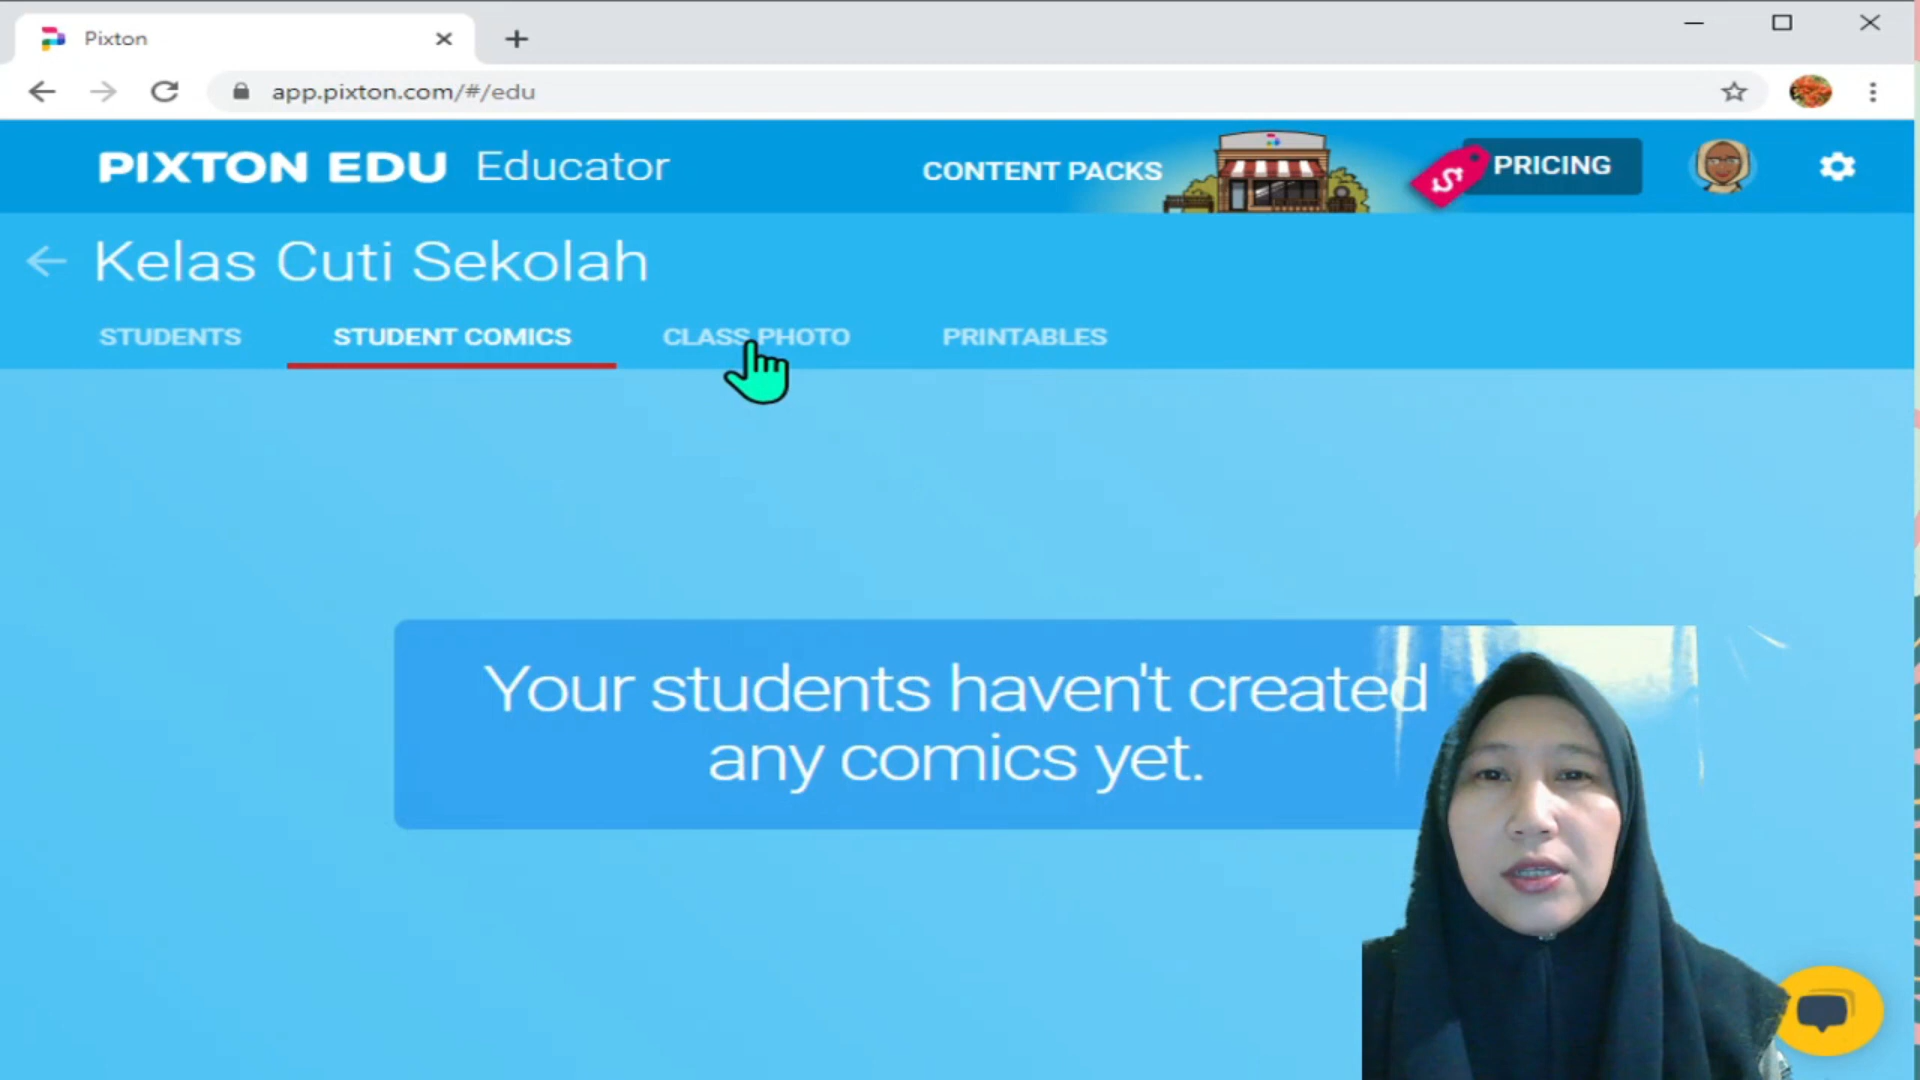 Pixton
app.pixton.com/#/edu
PIXTON EDU Educator
CONTENT PACKS
$ PRICING
Kelas Cuti Sekolah
STUDENTS
STUDENT COMICS
CLASS PHOTO
PRINTABLES
Your students haven't created
any comics yet.